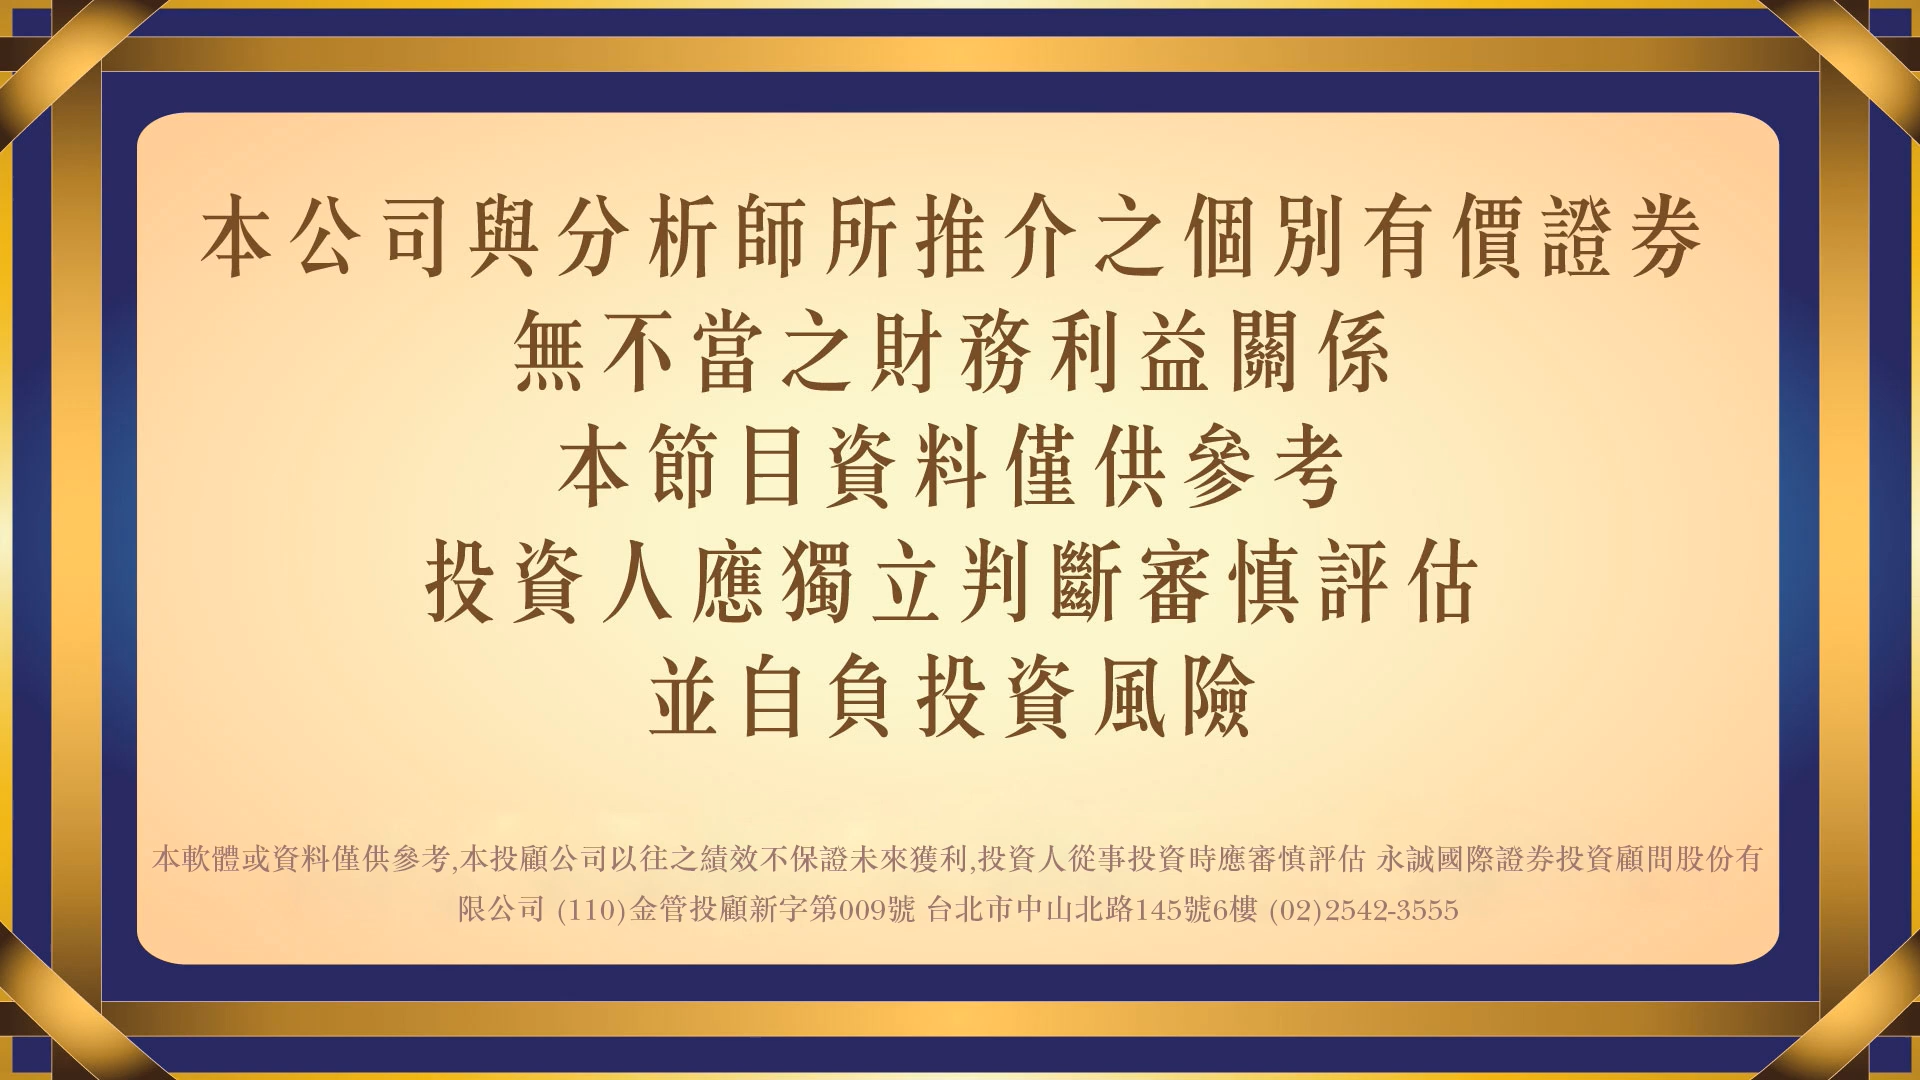 本公司與分析師所推介之個別有價證券
無不當之財務利益關係
本節目資料僅供參考
投資人應獨立判斷審慎評估
並自負投資風險
本軟體或資料僅供參考,本投顧公司以往之績效不保證未來獲利,投資人從事投資時應審慎評估 永誠國際證券投資顧問股份有
限公司 (110)金管投顧新字第009號 台北市中山北路145號6樓 (02)2542-3555